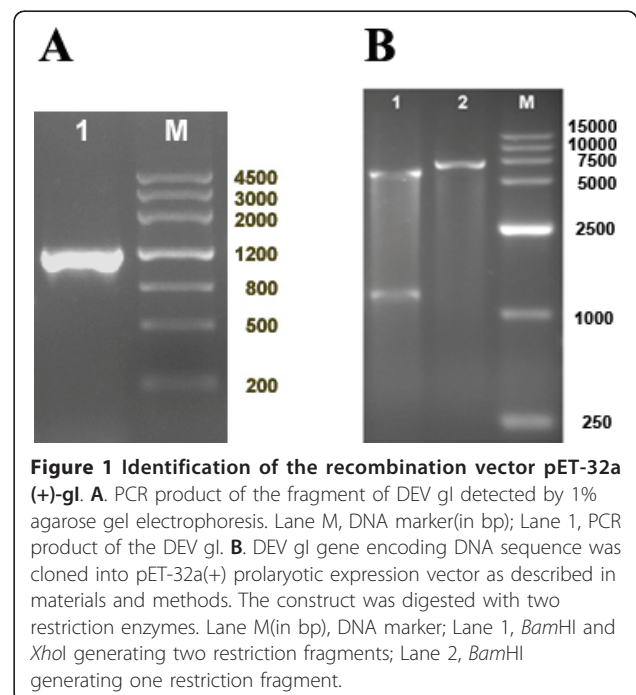 A
B
1 M
4500
3000
2000
1200
800
500
200
1 2 M
15000
10000
7500
5000
2500
1000
250
Figure 1 Identification of the recombination vector pET-32a
(+)-gI. A. PCR product of the fragment of DEV gI detected by 1%
agarose gel electrophoresis. Lane M, DNA marker(in bp); Lane 1, PCR
product of the DEV gI. B. DEV gI gene encoding DNA sequence was
cloned into pET-32a(+) prolaryotic expression vector as described in
materials and methods. The construct was digested with two
restriction enzymes. Lane M(in bp), DNA marker; Lane 1, BamHI and
XhoI generating two restriction fragments; Lane 2, BamHI
generating one restriction fragment.